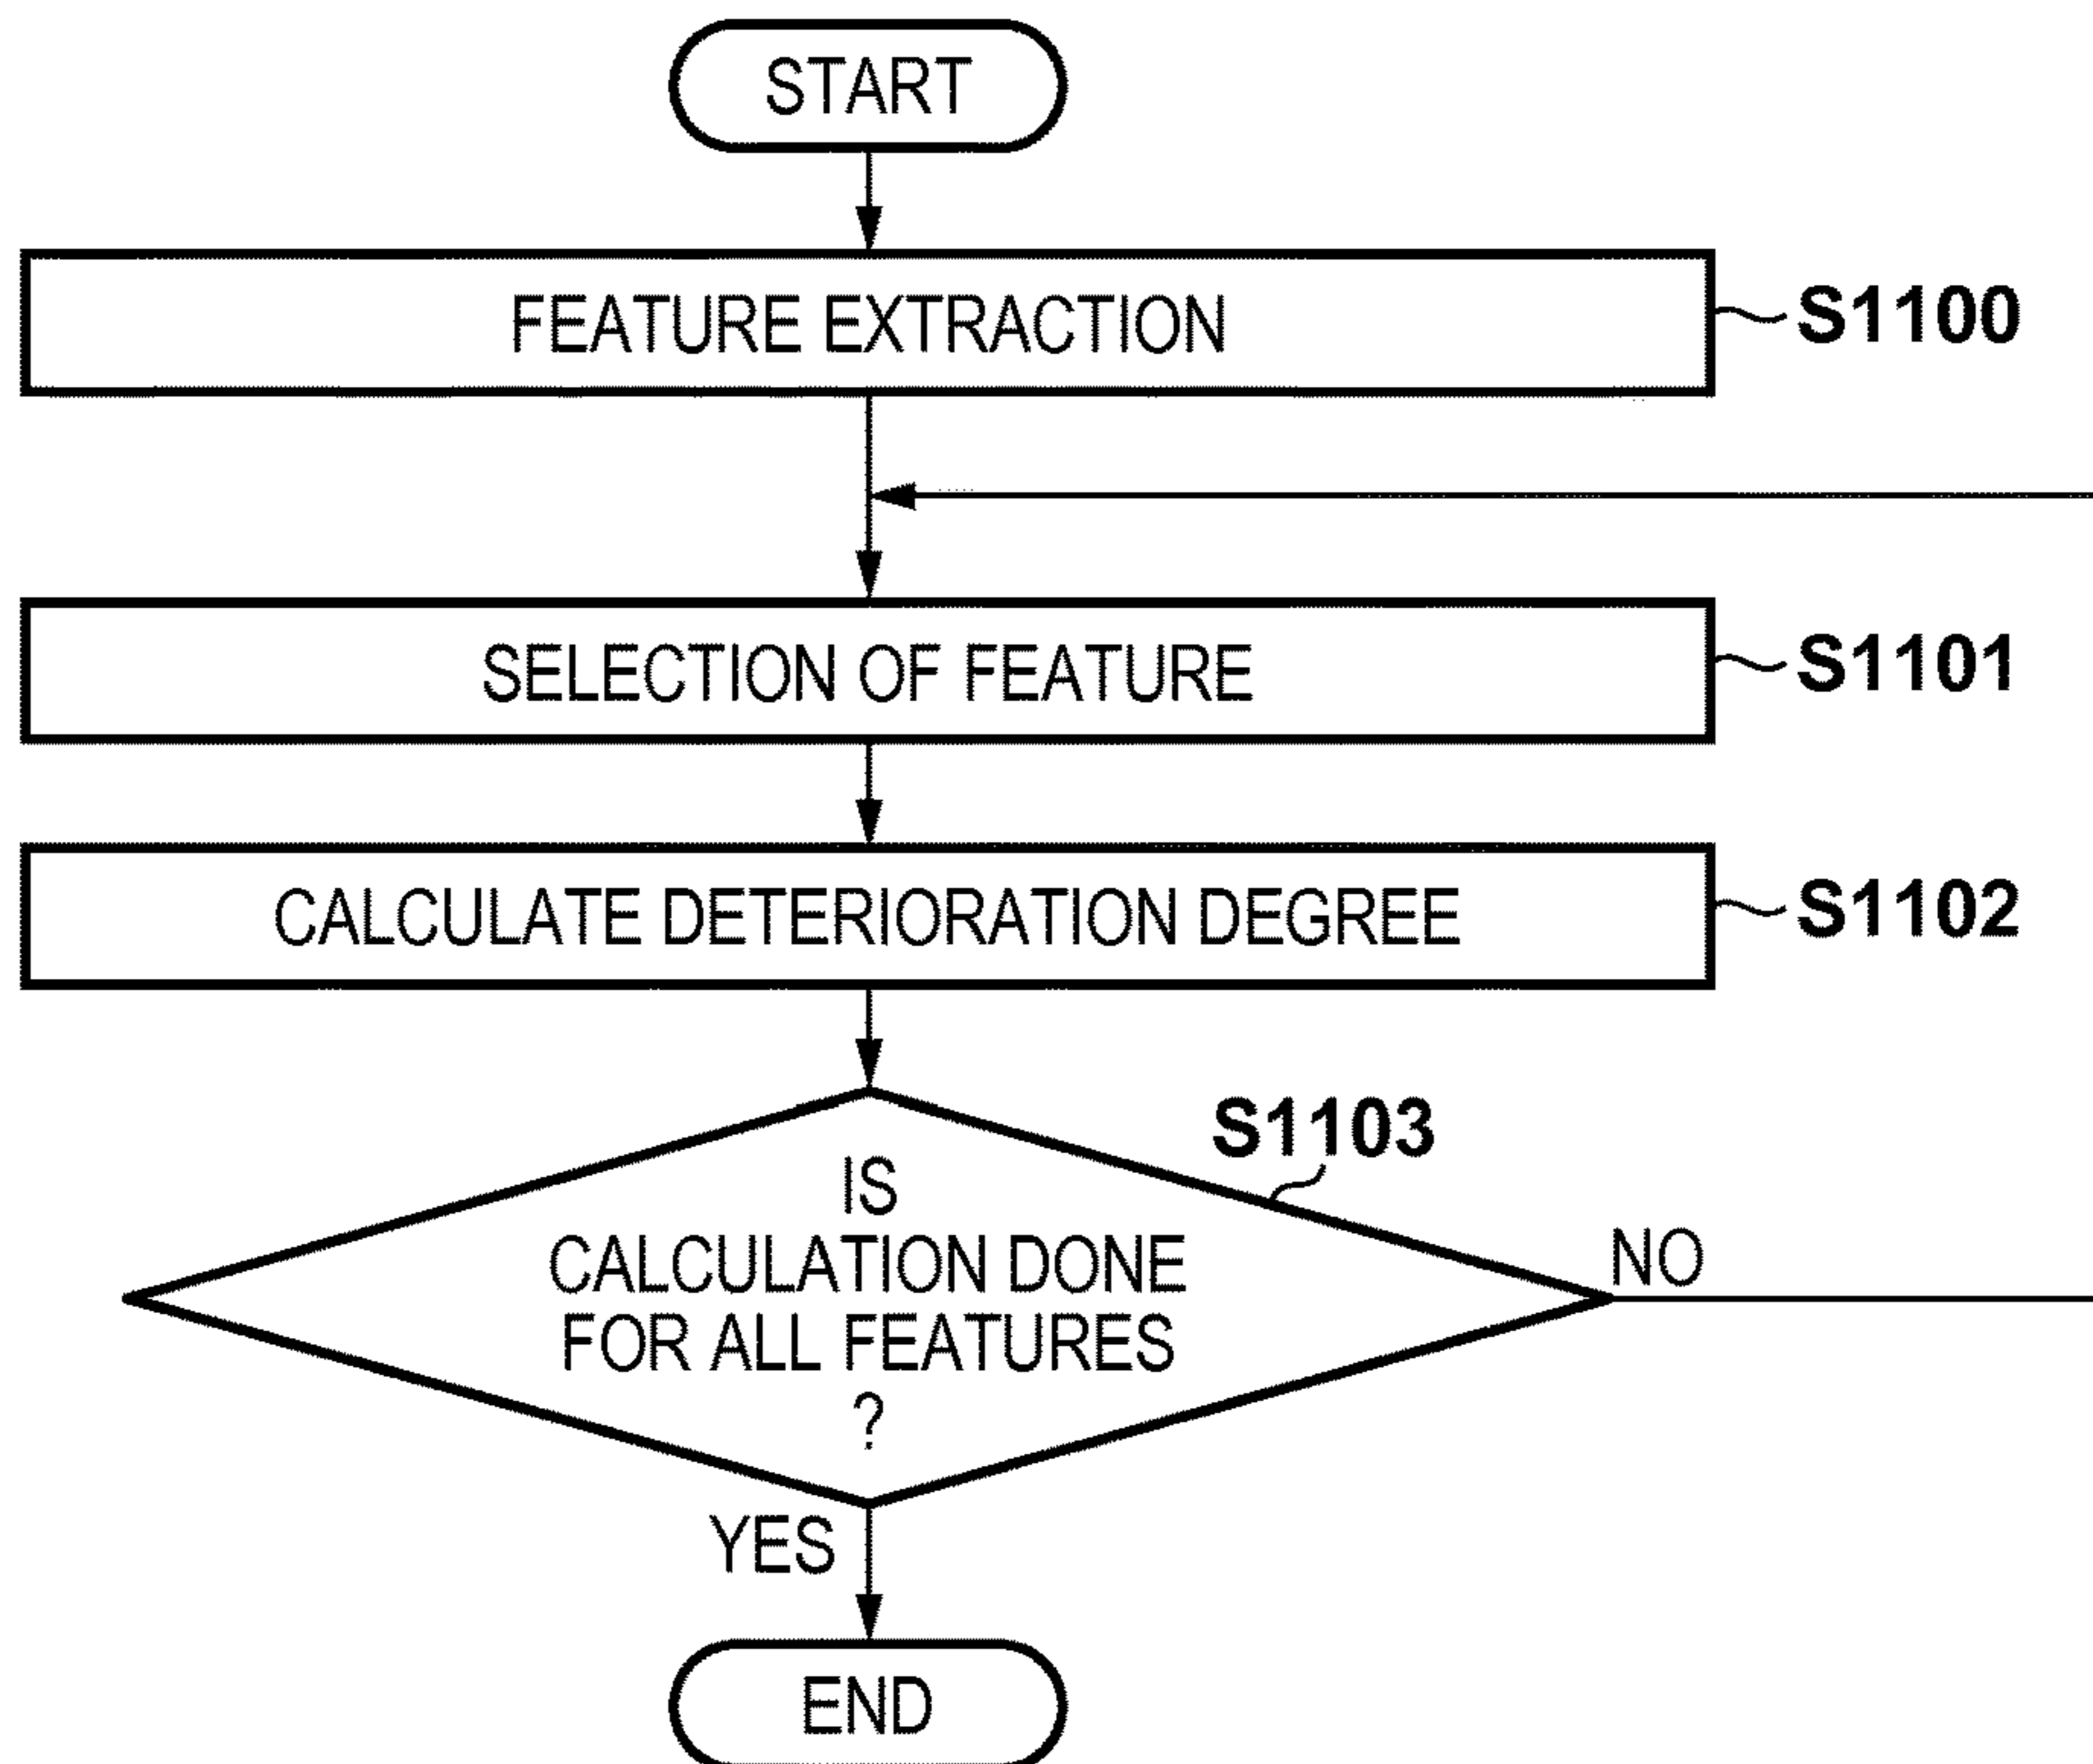 START
FEATURE EXTRACTION
S1100
SELECTION OF FEATURE
S1101
CALCULATE DETERIORATION DEGREE
S1102
S1103
IS
CALCULATION DONE
FOR ALL FEATURES
?
NO
YES
END